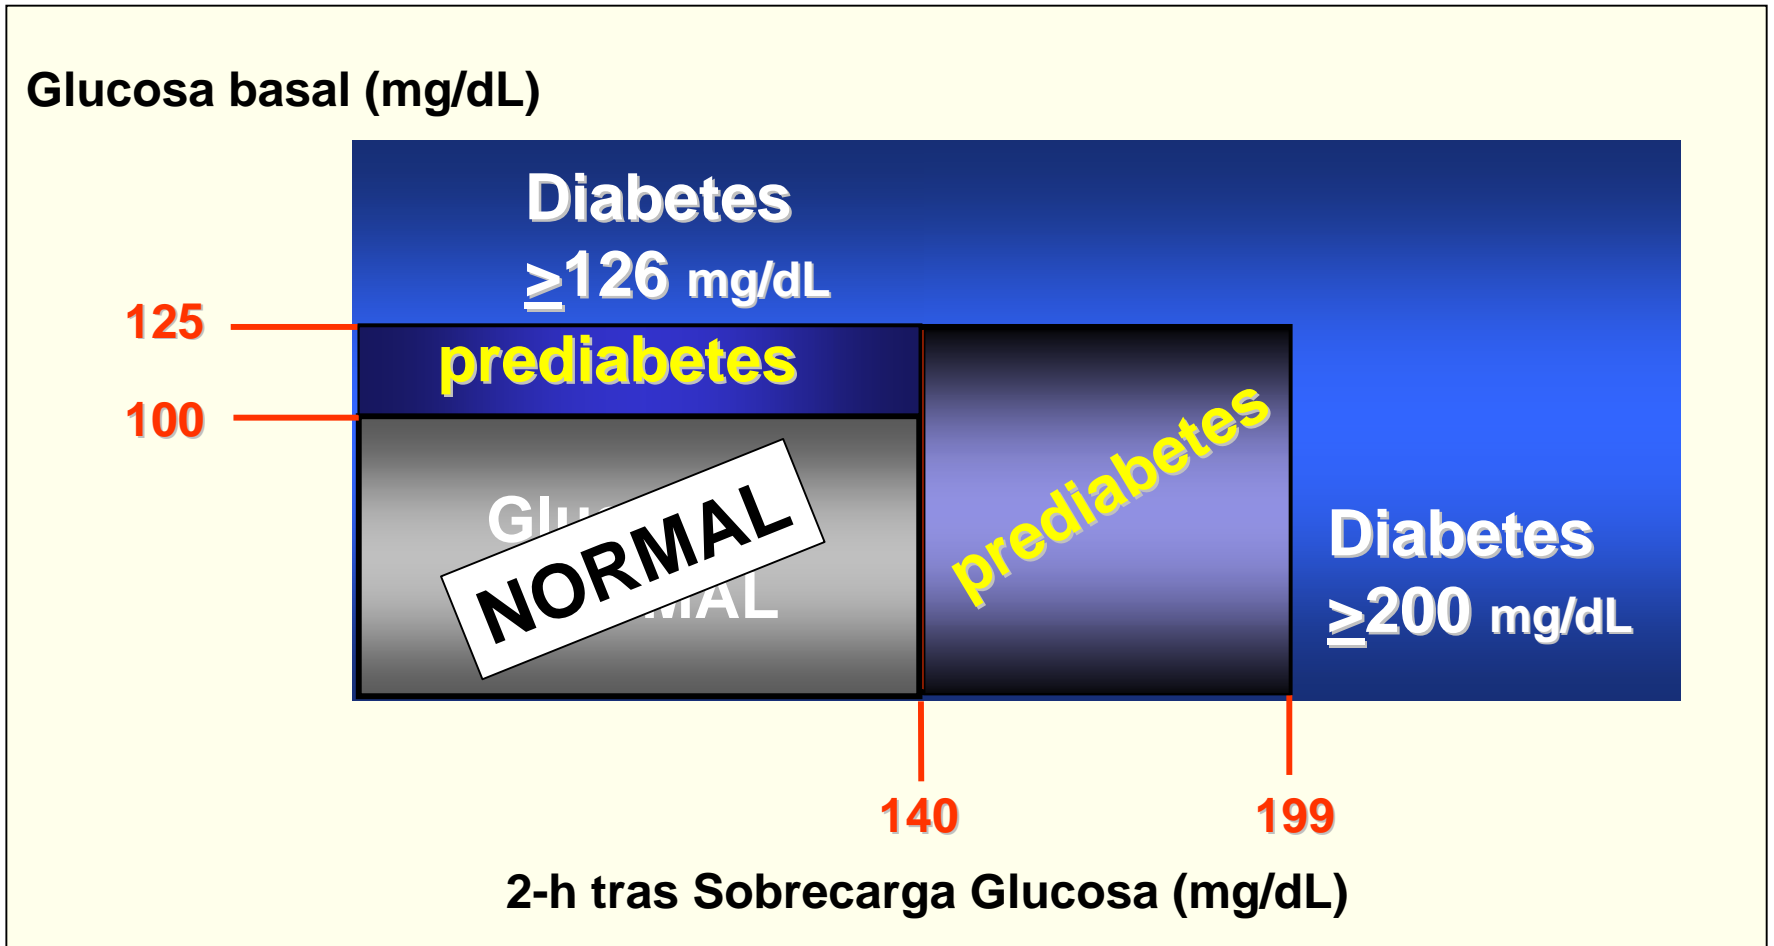 Glucosa basal (mg/dL)
Diabetes
≥126 mg/dL
125
prediabetes
100
NORMAL
prediabetes
Diabetes
≥200 mg/dL
140
199
2-h tras Sobrecarga Glucosa (mg/dL)